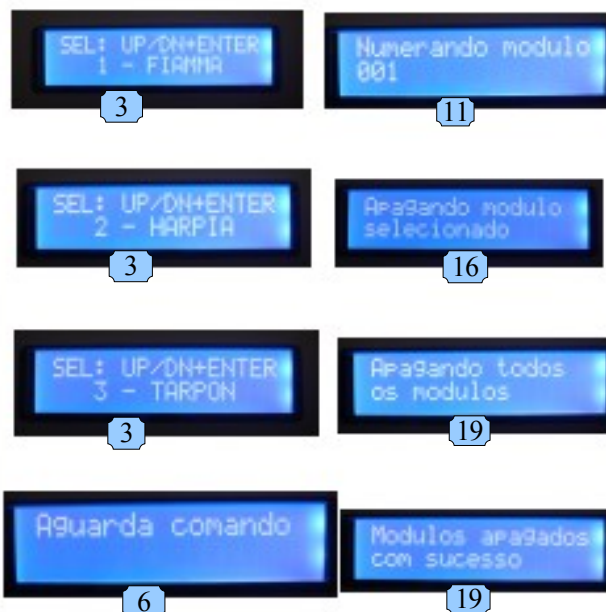 SEL: UP/DN+ENTER
1 - FIAMMA
3
Numerando modulo
001
11
SEL: UP/DN+ENTER
2 - HARPIA
3
Apagando modulo
selecionado
16
SEL: UP/DN+ENTER
3 - TARPON
3
Apagando todos
os modulos
19
Aguarda comando
6
Modulos apagados
com sucesso
19